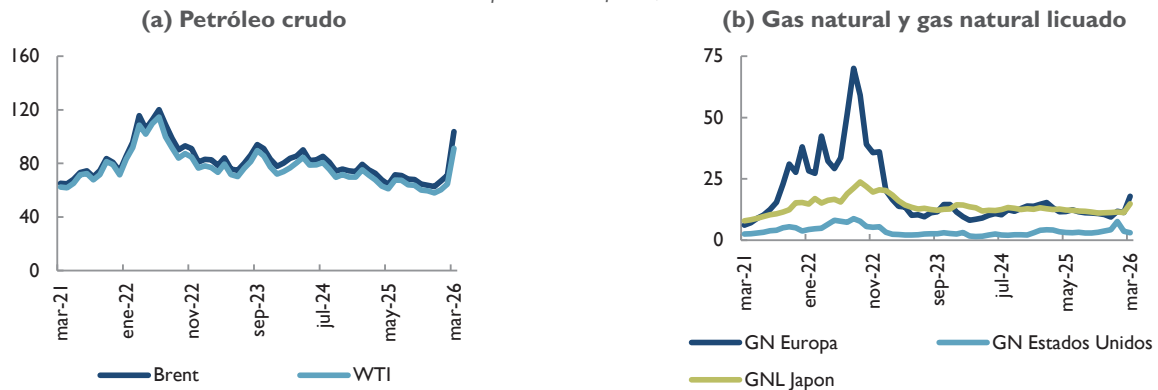 (a) Petróleo crudo
160
120
80
40
0
mar-21
ene-22
nov-22
sep-23
jul-24
may-25
mar-26
Brent
WTI
(b) Gas natural y gas natural licuado
75
50
25
0
mar-21
ene-22
nov-22
sep-23
jul-24
may-25
mar-26
GN Europa
GN Estados Unidos
GNL Japon